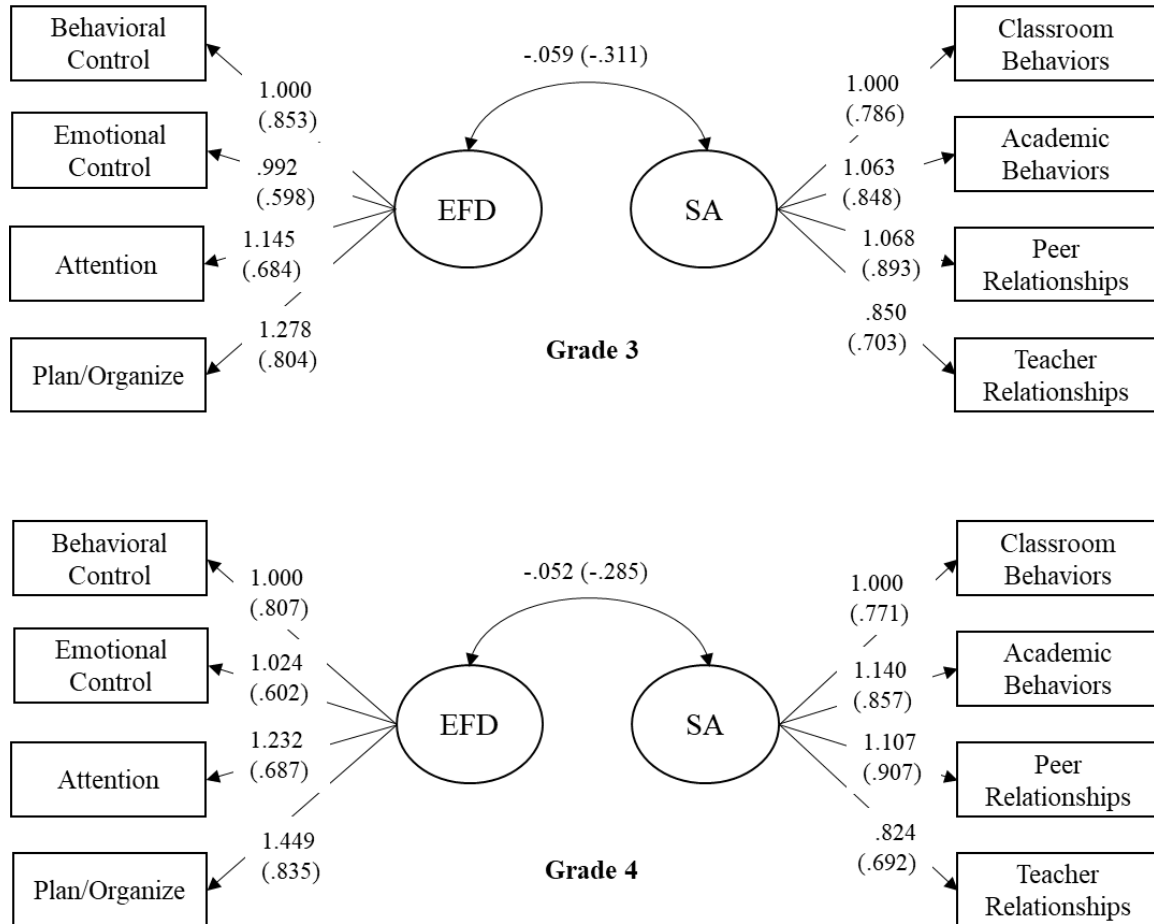 Behavioral
Control
Emotional
Control
Attention
Plan/Organize
1.000
(.853)
.992
(.598)
1.145
(.684)
1.278
(.804)
-.059 (-.311)
EFD
SA
Grade 3
1.000
(.786)
1.063
(.848)
1.068
(.893)
.850
(.703)
Classroom
Behaviors
Academic
Behaviors
Peer
Relationships
Teacher
Relationships
Behavioral
Control
Emotional
Control
Attention
Plan/Organize
1.000
(.807)
1.024
(.602)
1.232
(.687)
1.449
(.835)
-.052 (-.285)
EFD
SA
Grade 4
1.000
(.771)
1.140
(.857)
1.107
(.907)
.824
(.692)
Classroom
Behaviors
Academic
Behaviors
Peer
Relationships
Teacher
Relationships